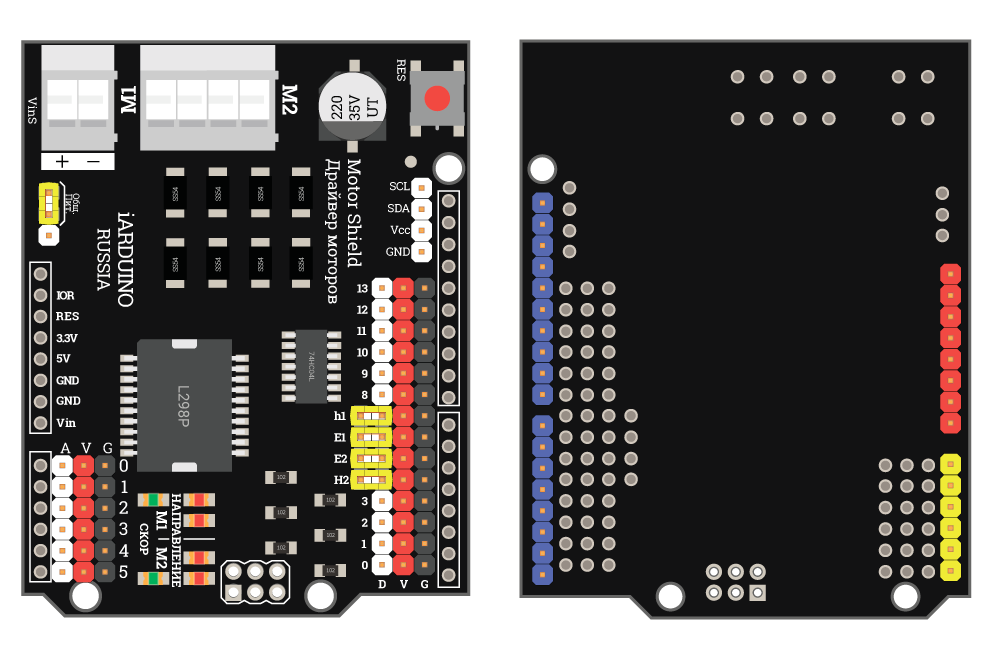 VinS
M1
M2
220
35V
UT
RES
+ −
Общ.
Пит.
iARDUINO
RUSSIA
SS54
SS54
SS54
SS54
SS54
SS54
SS54
SS54
Motor Shield
Драйвер моторов
SCL
SDA
Vcc
GND
IOR
RES
3.3V
5V
GND
GND
Vin
L298P
74HC04L
13
12
11
10
9
8
h1
E1
E2
H2
3
2
1
0
D V G
A V G
0
1
2
3
4
5
НАПРАВЛЕНИЕ
M1 | M2
СКОР
102
102
102
102
102
102